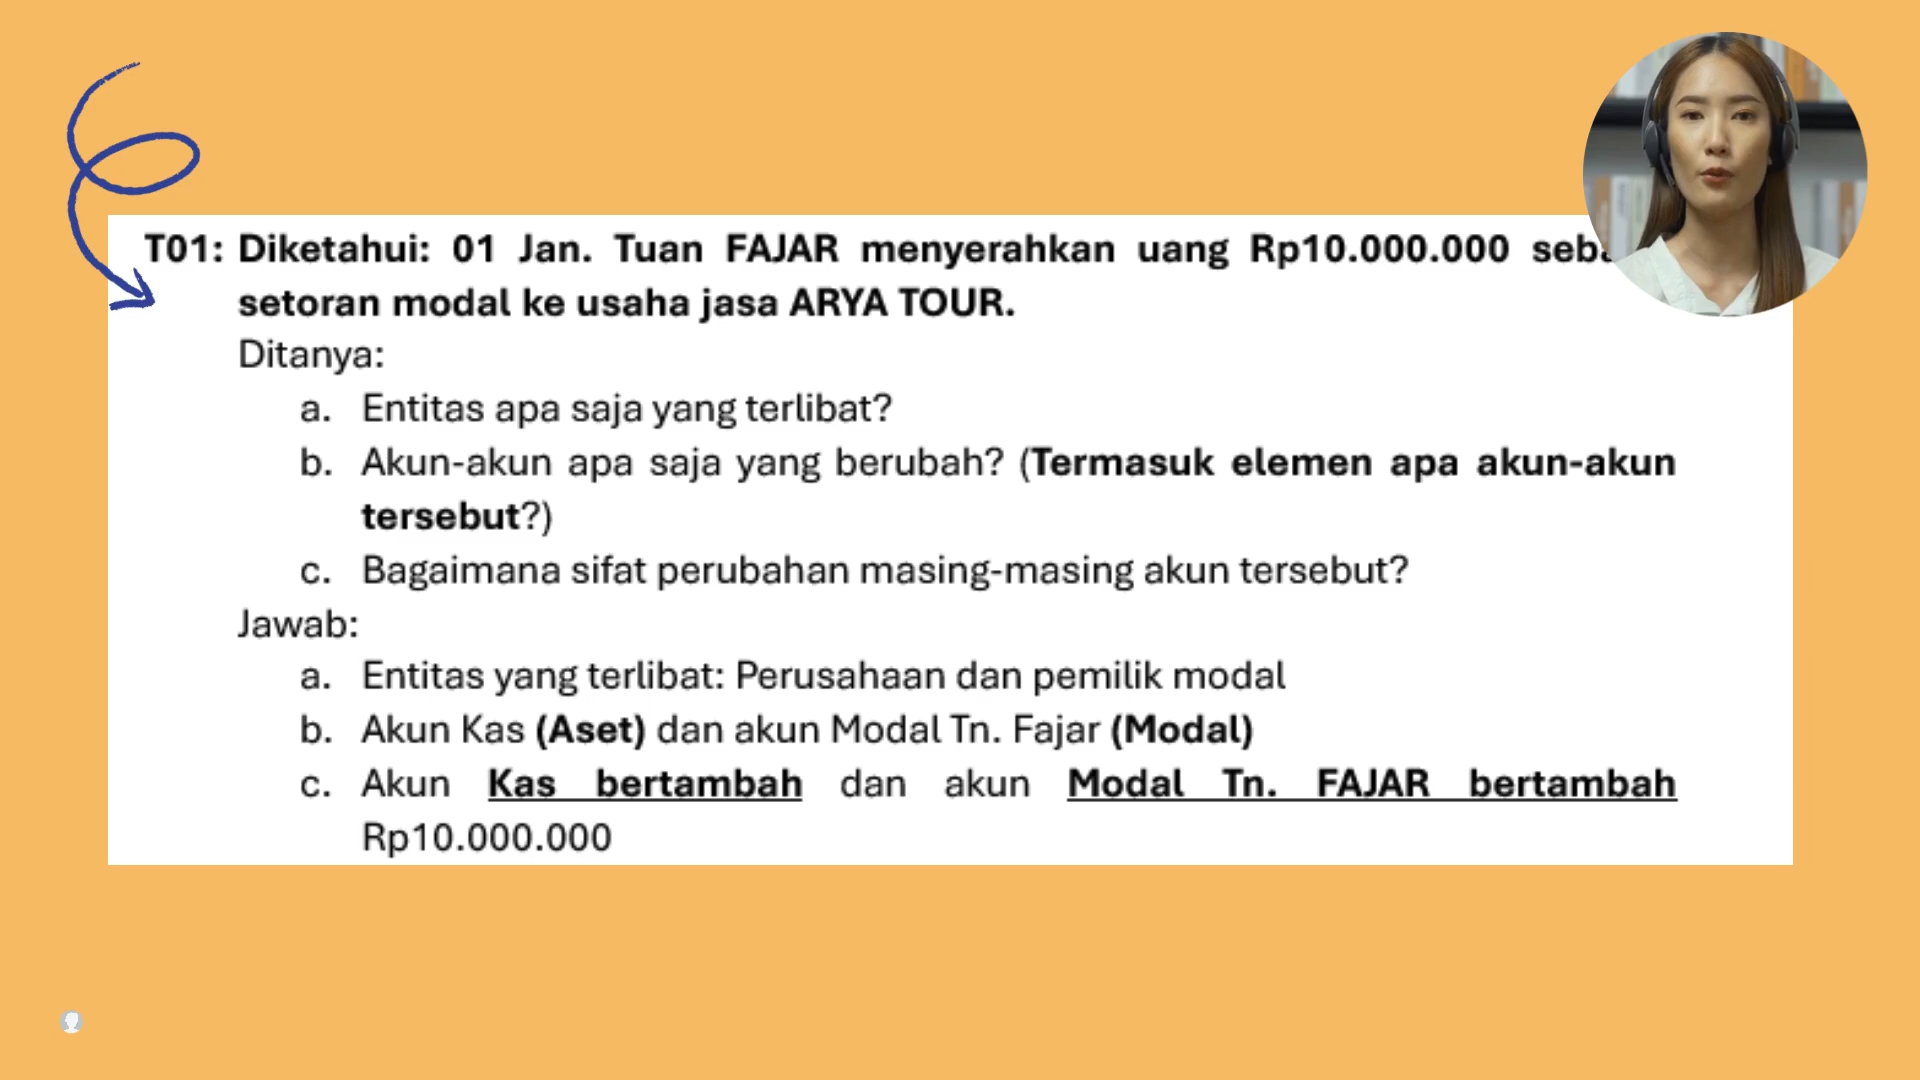 T01: Diketahui: 01 Jan. Tuan FAJAR menyerahkan uang Rp10.000.000
setoran modal ke usaha jasa ARYA TOUR.
Ditanya:
a. Entitas apa saja yang terlibat?
b. Akun-akun apa saja yang berubah? (Termasuk elemen apa akun-akun
tersebut?)
c. Bagaimana sifat perubahan masing-masing akun tersebut?
Jawab:
a. Entitas yang terlibat: Perusahaan dan pemilik modal
b. Akun Kas (Aset) dan akun Modal Tn. Fajar (Modal)
c. Akun Kas bertambah dan akun Modal Tn. FAJAR bertambah
Rp10.000.000